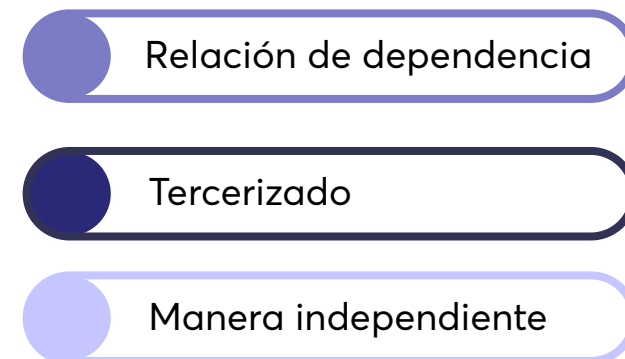 Relación de dependencia
Tercerizado
Manera independiente